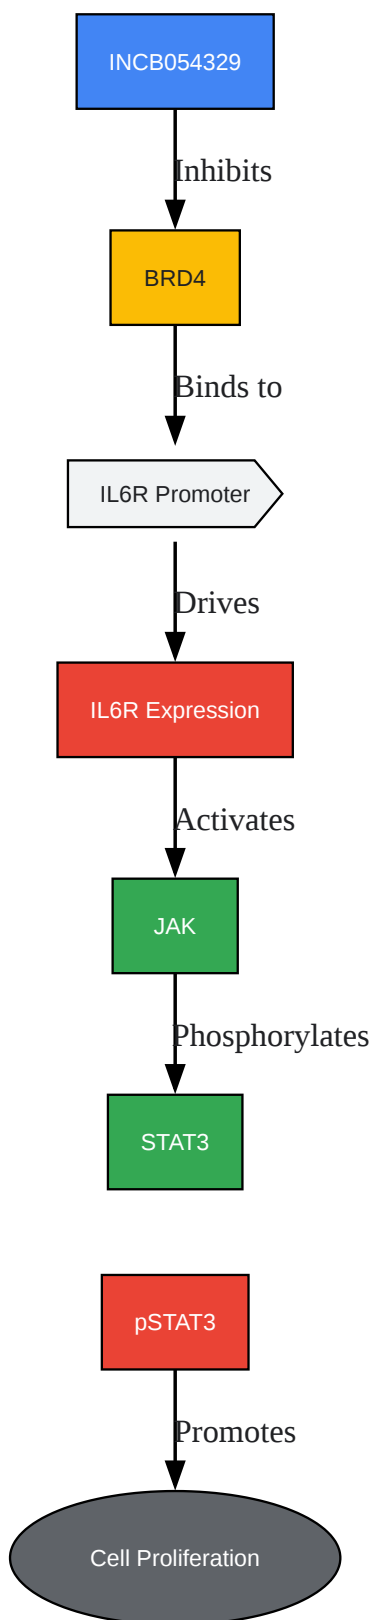 INCB054329
Inhibits
BRD4
Binds to
IL6R Promoter
Drives
IL6R Expression
Activates
JAK
Phosphorylates
STAT3
pSTAT3
Promotes
Cell Proliferation